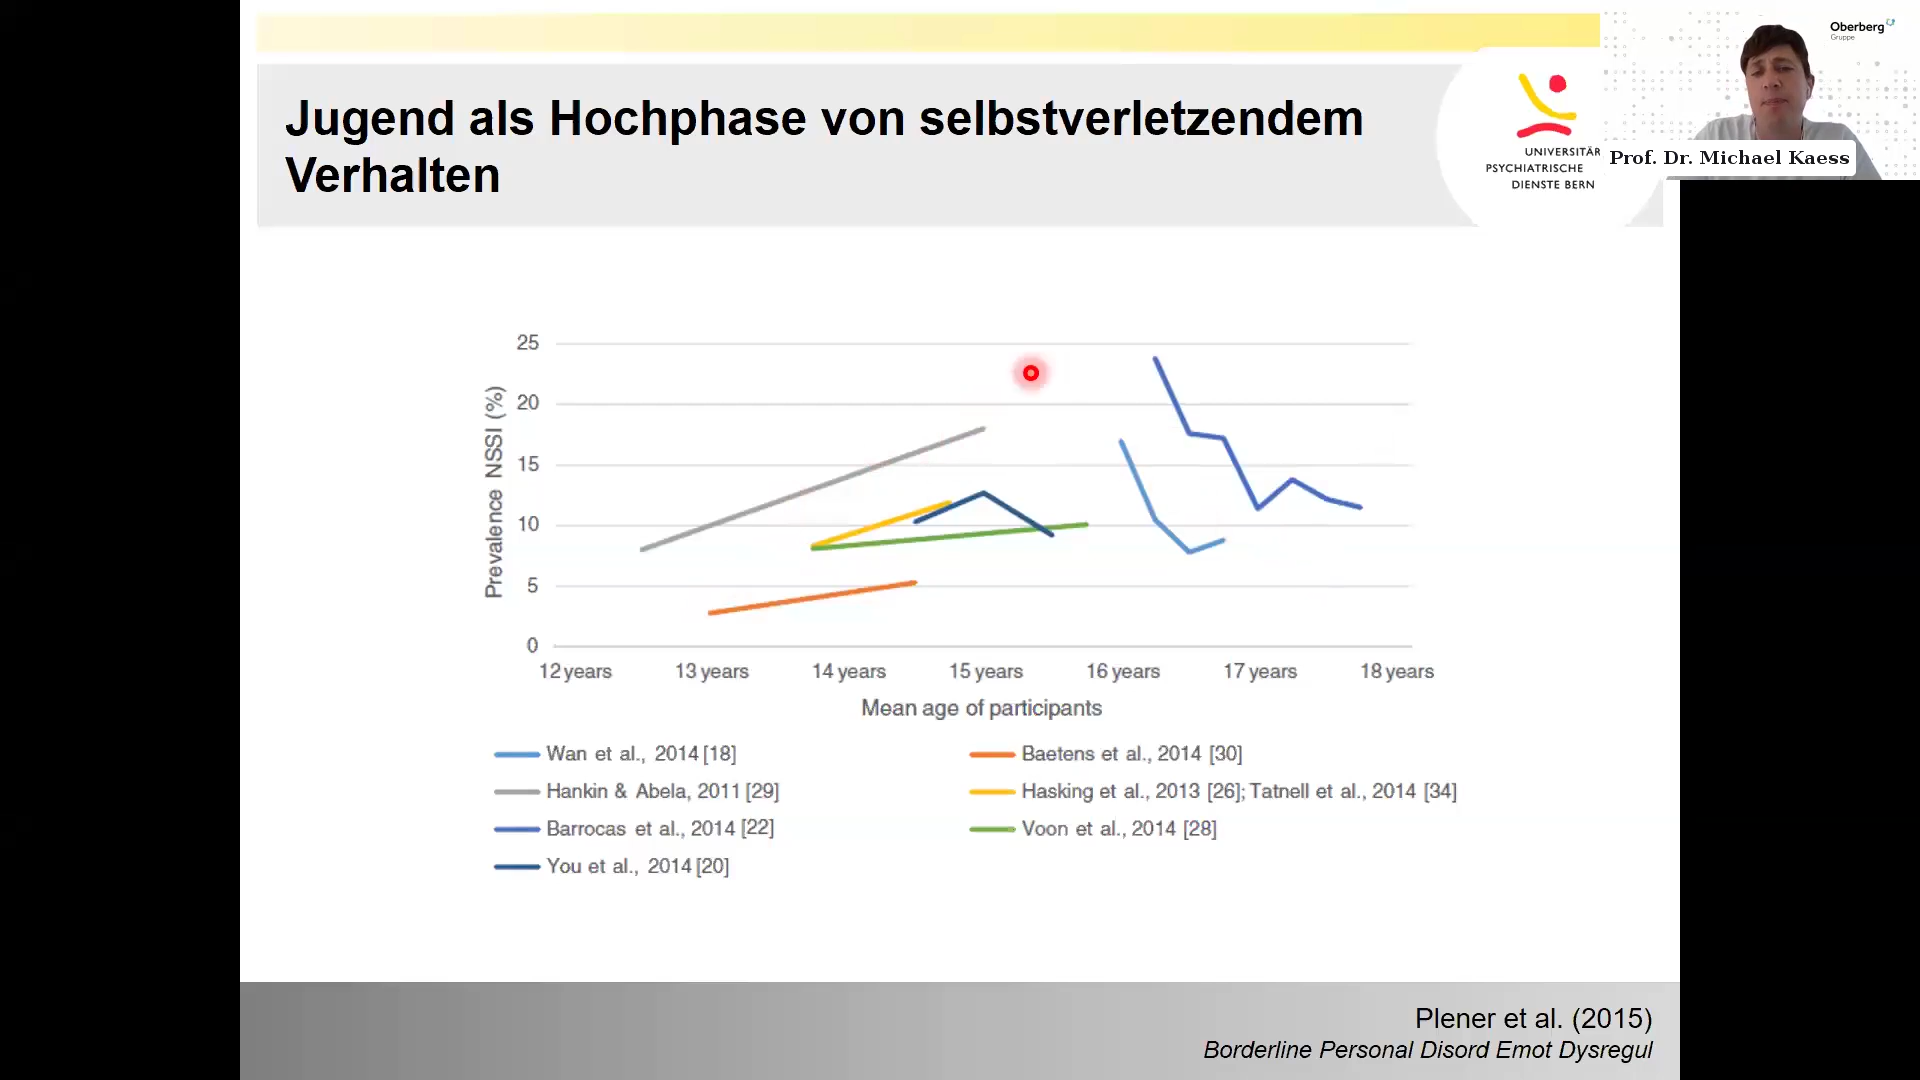 Jugend als Hochphase von selbstverletzendem
Verhalten
UNIVERSITÄR
PSYCHIATRISCHE
DIENSTE BERN
Oberberg
Gruppe
Prof. Dr. Michael Kaess
Prevalence NSSI (%)
25
20
15
10
5
0
12 years 13 years 14 years 15 years 16 years 17 years 18 years
Mean age of participants
Wan et al., 2014 [18] Baetens et al., 2014 [30]
Hankin & Abela, 2011 [29] Hasking et al., 2013 [26]; Tatnell et al., 2014 [34]
Barrocas et al., 2014 [22] Voon et al., 2014 [28]
You et al., 2014 [20]
Plener et al. (2015)
Borderline Personal Disord Emot Dysregul